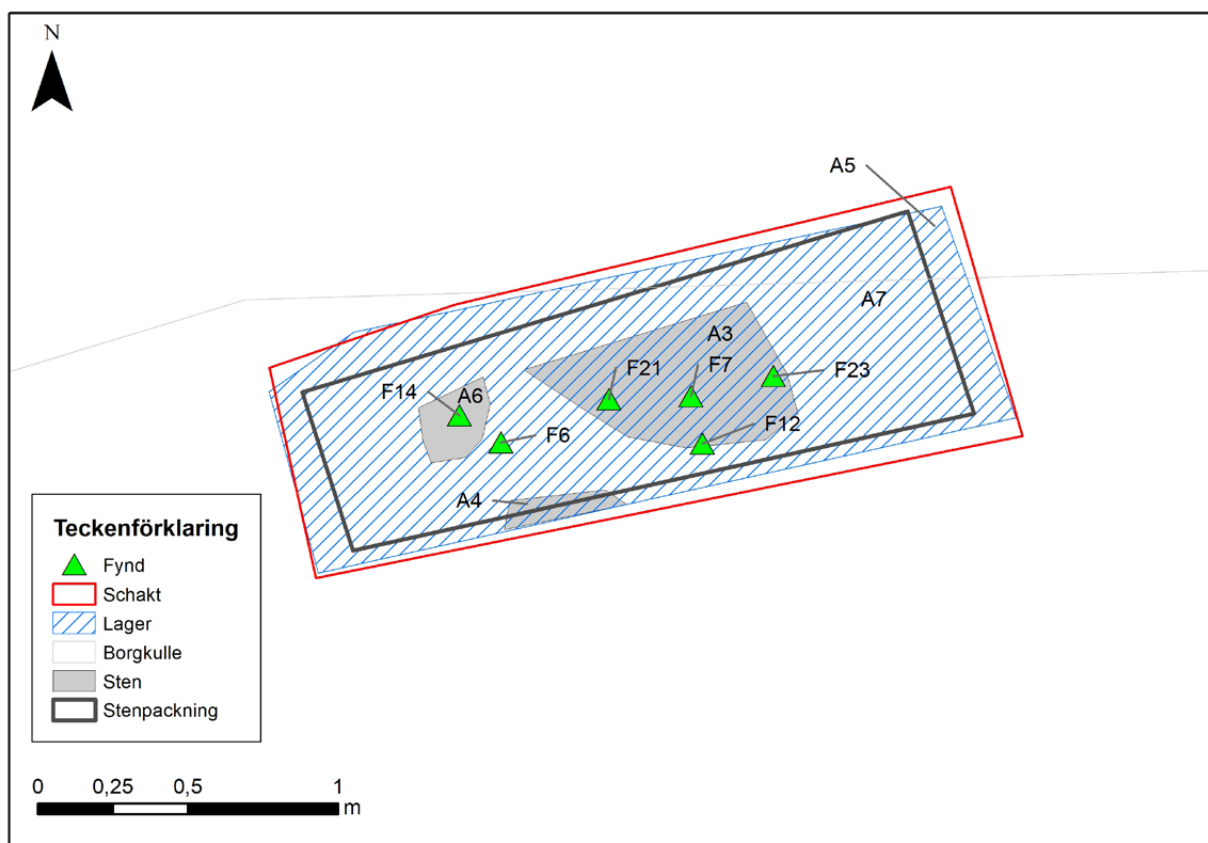 N
A5
A7
A3
F21
F7
F23
F14
A6
F6
F12
A4
Teckenförklaring
Fynd
Schakt
Lager
Borgkulle
Sten
Stenpackning
0 0,25 0,5 1
m